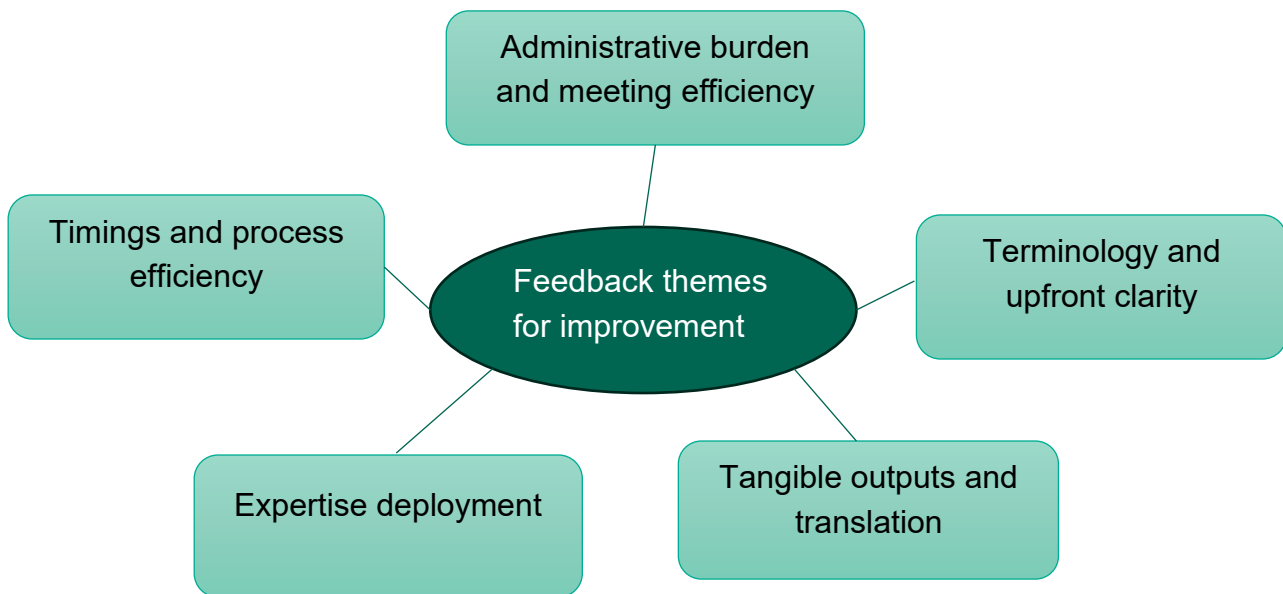 Administrative burden
and meeting efficiency
Timings and process
efficiency
Feedback themes
for improvement
Terminology and
upfront clarity
Expertise deployment
Tangible outputs and
translation